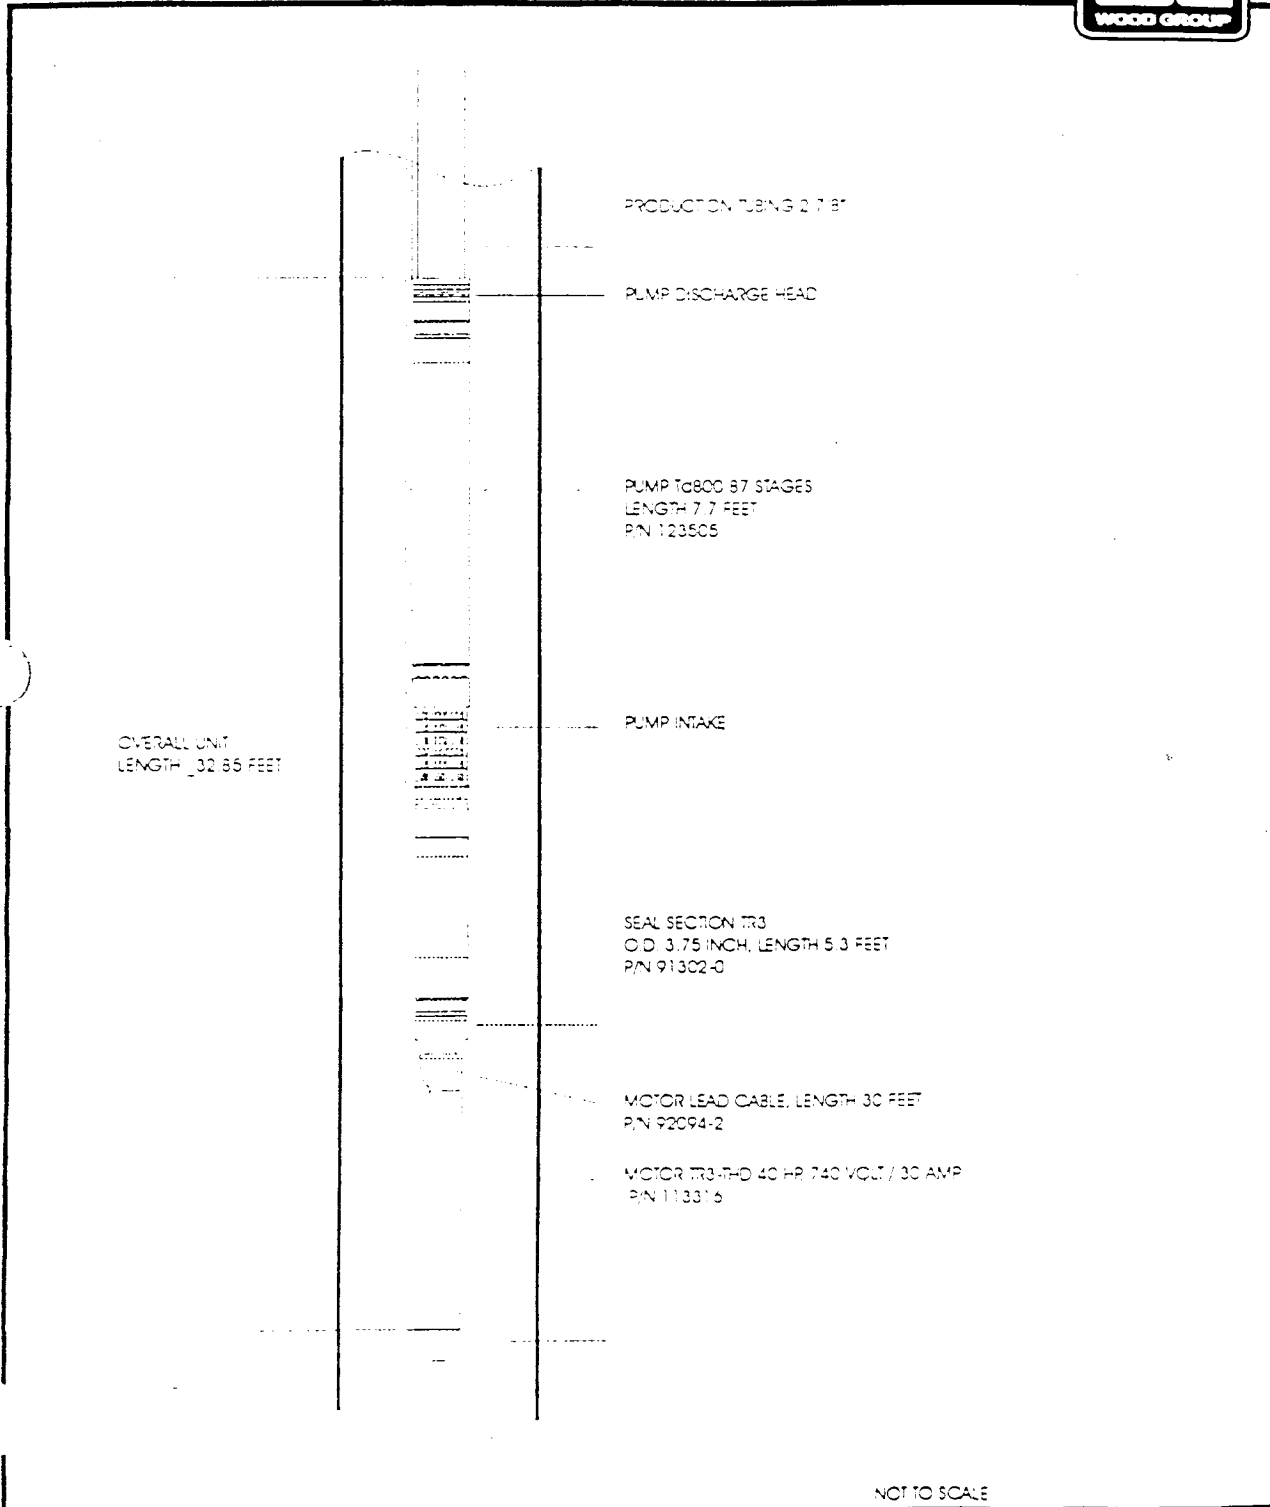 WOOD GROUP
PRODUCTION TUBING 2 7/8"
PUMP DISCHARGE HEAD
PUMP TD800 87 STAGES
LENGTH 7.7 FEET
P/N 123505
PUMP INTAKE
OVERALL UNIT
LENGTH _32.85 FEET
SEAL SECTION TR3
O.D. 3.75 INCH, LENGTH 5.3 FEET
P/N 91302-0
MOTOR LEAD CABLE, LENGTH 30 FEET
P/N 92094-2
MOTOR TR3-THD 40 HP, 740 VOLT / 30 AMP
P/N 113316
NOT TO SCALE